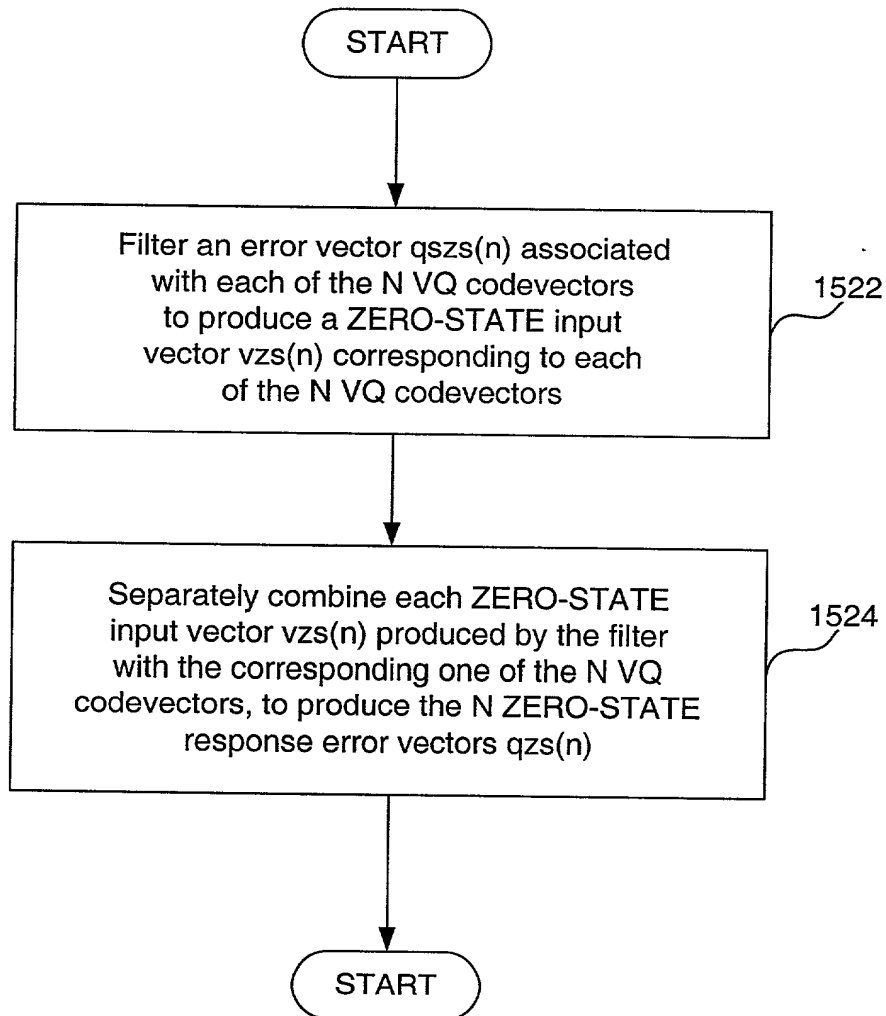 START
Filter an error vector qszs(n) associated
with each of the N VQ codevectors
to produce a ZERO-STATE input
vector vzs(n) corresponding to each
of the N VQ codevectors
1522
Separately combine each ZERO-STATE
input vector vzs(n) produced by the filter
with the corresponding one of the N VQ
codevectors, to produce the N ZERO-STATE
response error vectors qzs(n)
1524
START